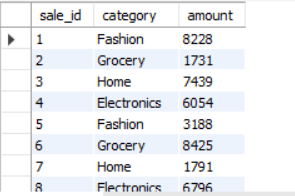 sale_id category amount
1 Fashion 8228
2 Grocery 1731
3 Home 7439
4 Electronics 6054
5 Fashion 3188
6 Grocery 8425
7 Home 1791
8 Electronics 6796